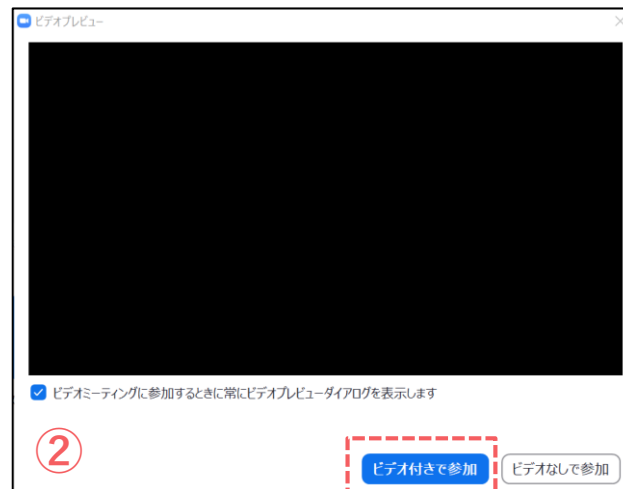 ビデオプレビュー
ビデオミーティングに参加するときに常にビデオプレビューダイアログを表示します
②
ビデオ付きで参加
ビデオなしで参加